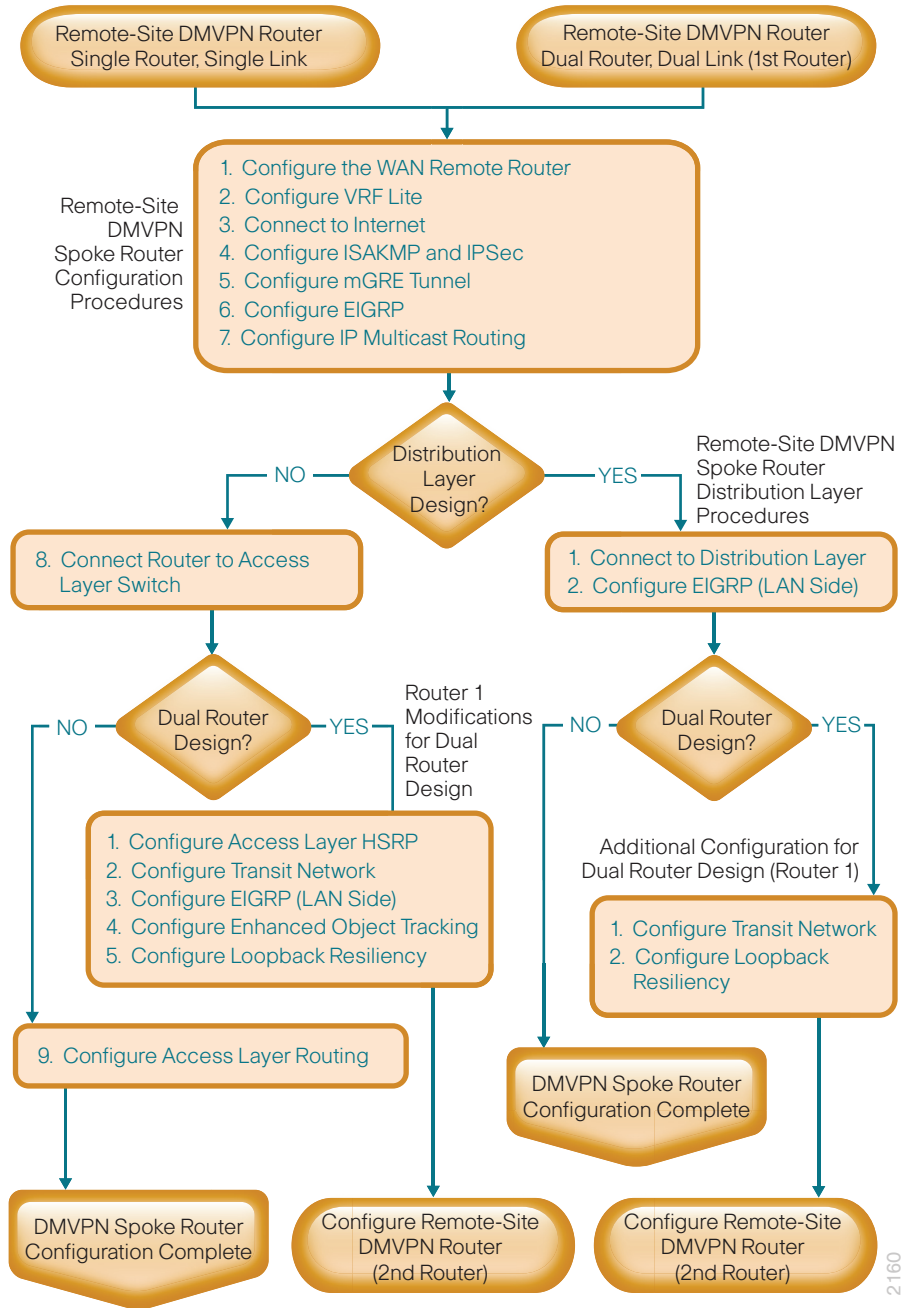 Remote-Site DMVPN Router
Single Router, Single Link
Remote-Site DMVPN Router
Dual Router, Dual Link (1st Router)
Remote-Site
DMVPN
Spoke Router
Configuration
Procedures
1. Configure the WAN Remote Router
2. Configure VRF Lite
3. Connect to Internet
4. Configure ISAKMP and IPSec
5. Configure mGRE Tunnel
6. Configure EIGRP
7. Configure IP Multicast Routing
Distribution
Layer
Design?
NO
YES
Remote-Site DMVPN
Spoke Router
Distribution Layer
Procedures
8. Connect Router to Access
Layer Switch
1. Connect to Distribution Layer
2. Configure EIGRP (LAN Side)
Dual Router
Design?
NO
YES
Router 1
Modifications
for Dual
Router
Design
Dual Router
Design?
NO
YES
1. Configure Access Layer HSRP
2. Configure Transit Network
3. Configure EIGRP (LAN Side)
4. Configure Enhanced Object Tracking
5. Configure Loopback Resiliency
Additional Configuration for
Dual Router Design (Router 1)
1. Configure Transit Network
2. Configure Loopback
Resiliency
9. Configure Access Layer Routing
DMVPN Spoke Router
Configuration Complete
DMVPN Spoke Router
Configuration Complete
Configure Remote-Site
DMVPN Router
(2nd Router)
Configure Remote-Site
DMVPN Router
(2nd Router)
2160